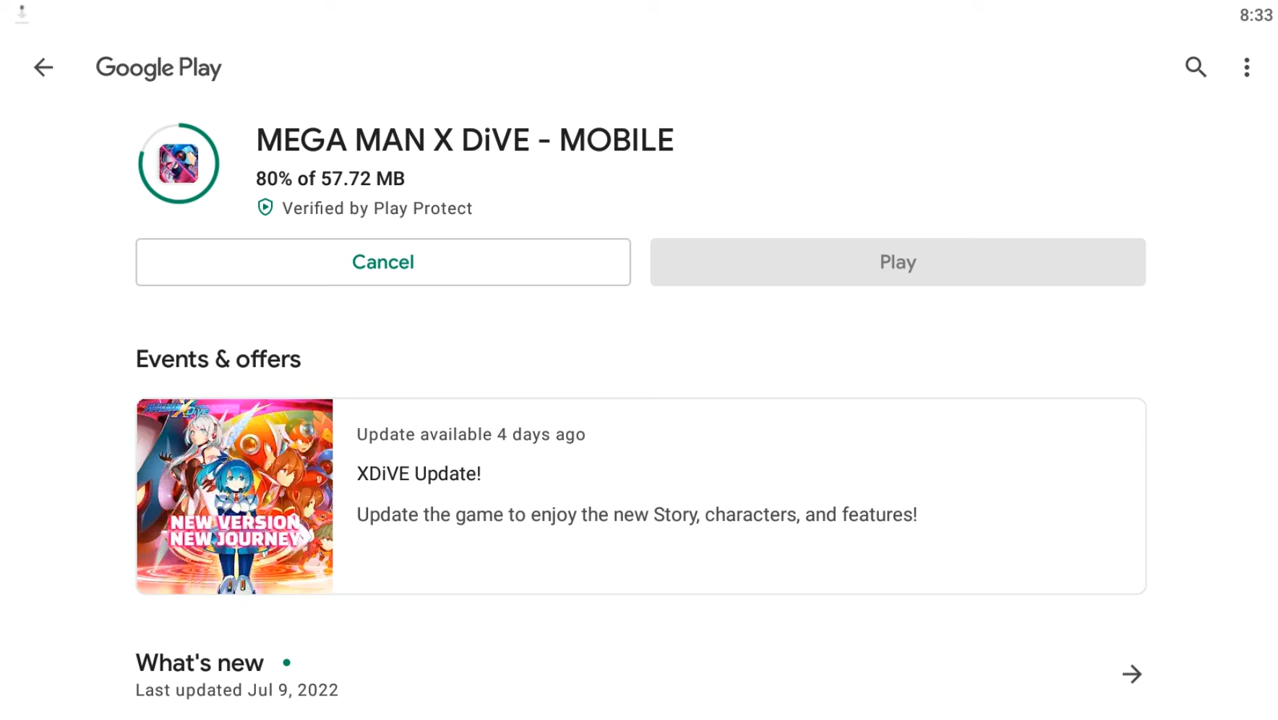 8:33
Google Play
MEGA MAN X DiVE - MOBILE
80% of 57.72 MB
Verified by Play Protect
Cancel
Play
Events & offers
Update available 4 days ago
XDiVE Update!
Update the game to enjoy the new Story, characters, and features!
NEW VERSION
NEW JOURNEY
What's new
Last updated Jul 9, 2022